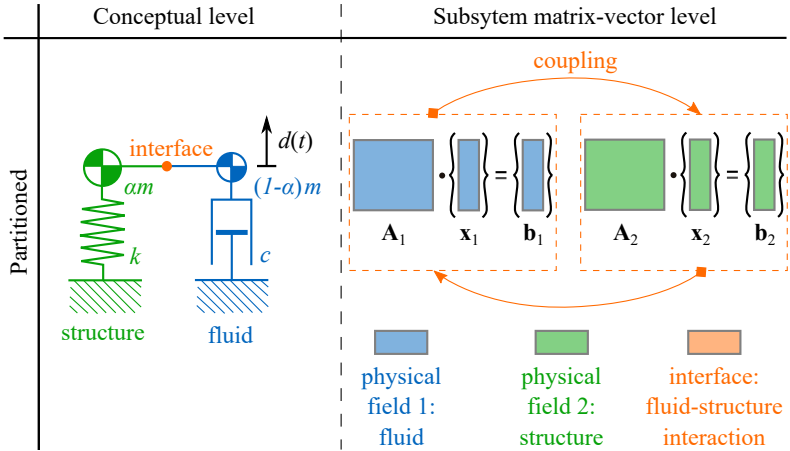 Conceptual level
Subsytem matrix-vector level
Partitioned
coupling
interface
d(t)
αm
(1-α)m
k
c
structure
fluid
· { } = { }
A1 x1 b1
· { } = { }
A2 x2 b2
physical
field 1:
fluid
physical
field 2:
structure
interface:
fluid-structure
interaction